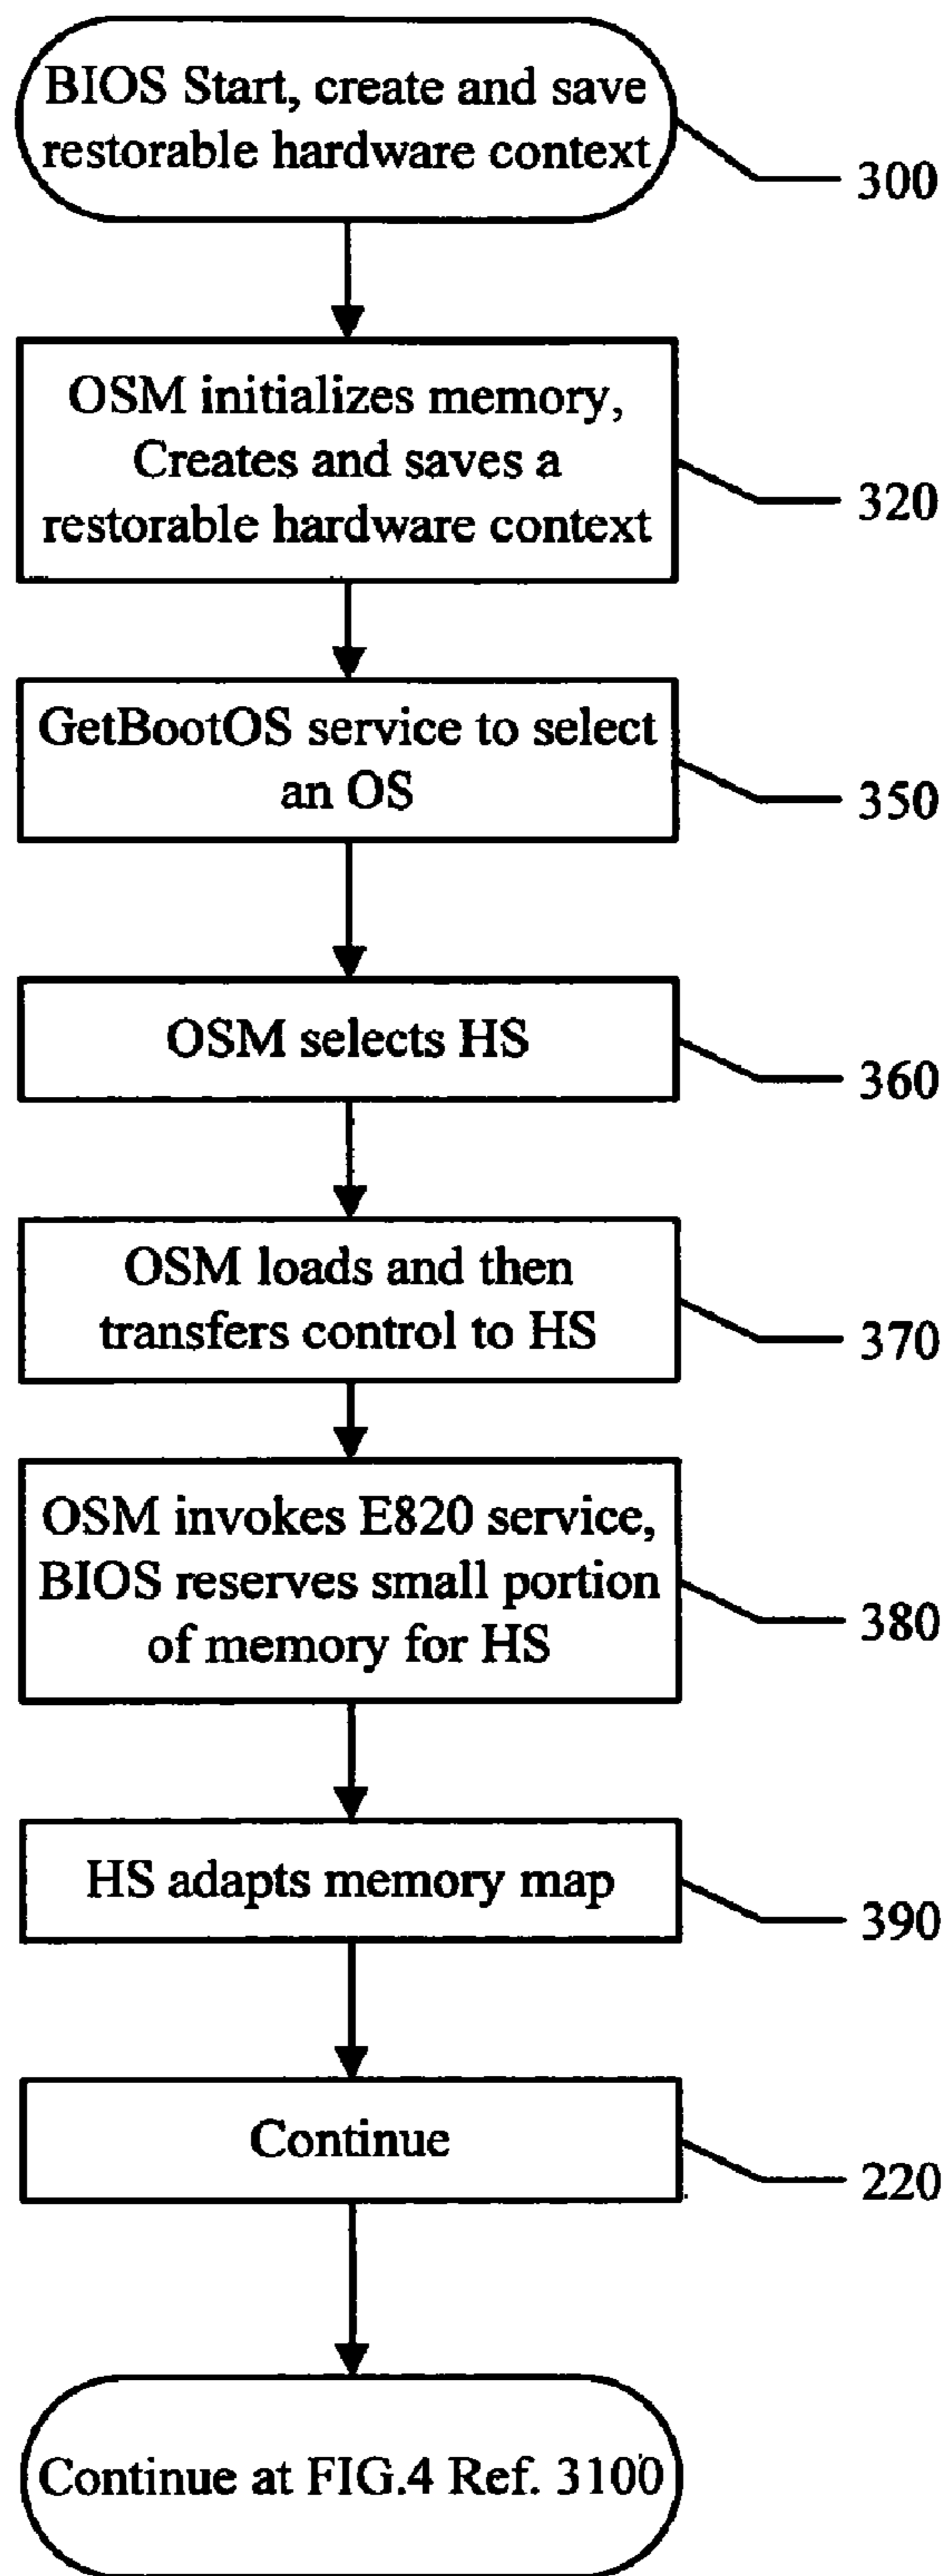 BIOS Start, create and save
restorable hardware context
300
OSM initializes memory,
Creates and saves a
restorable hardware context
320
GetBootOS service to select
an OS
350
OSM selects HS
360
OSM loads and then
transfers control to HS
370
OSM invokes E820 service,
BIOS reserves small portion
of memory for HS
380
HS adapts memory map
390
Continue
220
Continue at FIG.4 Ref. 3100